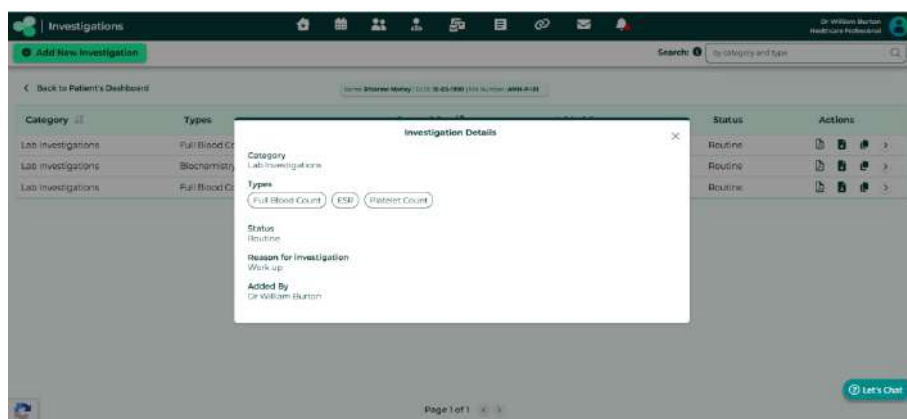 Investigations
Dr William Burton
Healthcare Professional
Add New Investigation
Search:
by category and type
Back to Patient's Dashboard
Category
Types
Status
Actions
Lab Investigations
Full Blood
Routine
Lab Investigations
Biochemistry
Routine
Lab Investigations
Full Blood
Routine
Investigation Details
Category
Lab Investigations
Types
Full Blood Count
ESR
Platelet Count
Status
Routine
Reason for investigation
Work up
Added By
Dr William Burton
Page 1 of 1
Let's Chat